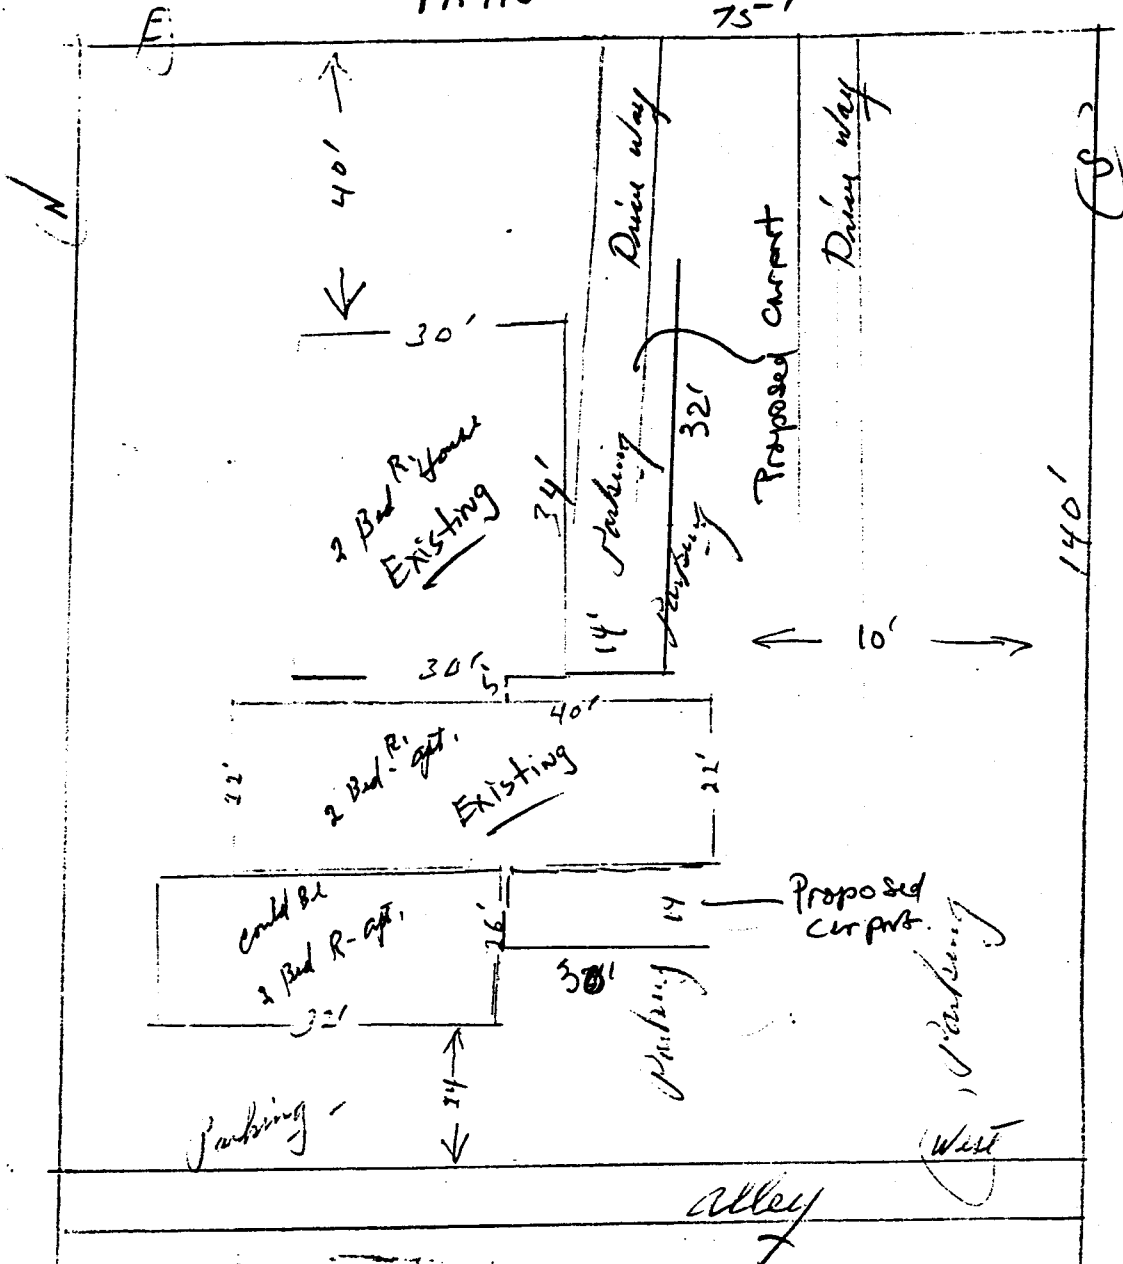 E
75-
N
S
40'
Drive way
Drive way
Proposed carport
30'
32'
2 Bed R. House
Existing
34'
Parking
Parking
140'
14'
10'
30'
5'
40'
22'
2 Bed-R. apt.
Existing
22'
could Be
2 Bed R-apt.
26'
14
Proposed
carport.
32'
Parking
Parking
24
Parking -
West
alley